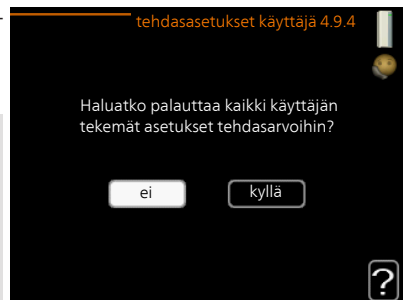 tehdasasetukset käyttäjä 4.9.4
Haluatko palauttaa kaikki käyttäjän
tekemät asetukset tehdasarvoihin?
ei
kyllä
?